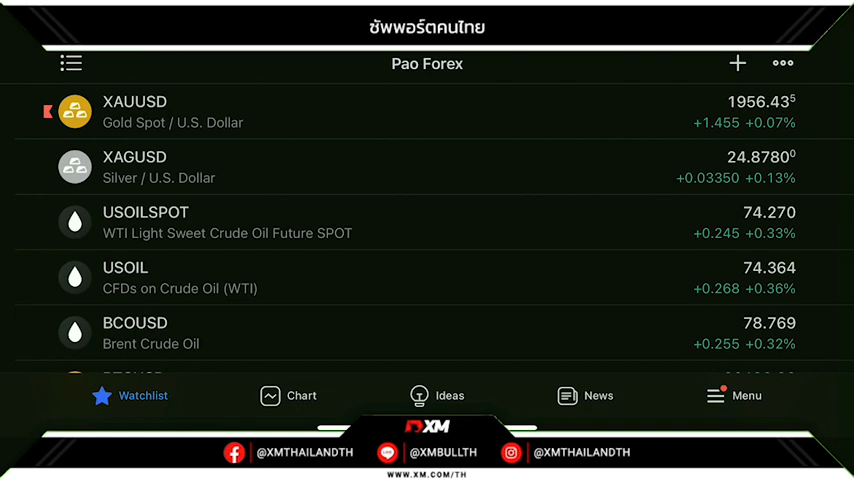 ซัพพอร์ตคนไทย
Pao Forex
XAUUSD 1956.43⁵
Gold Spot / U.S. Dollar +1.455 +0.07%
XAGUSD 24.8780⁰
Silver / U.S. Dollar +0.03350 +0.13%
USOILSPOT 74.270
WTI Light Sweet Crude Oil Future SPOT +0.245 +0.33%
USOIL 74.364
CFDs on Crude Oil (WTI) +0.268 +0.36%
BCOUSD 78.769
Brent Crude Oil +0.255 +0.32%
Watchlist Chart Ideas News Menu
XM
@XMTHAILANDTH @XMBULLTH @XMTHAILANDTH
WWW.XM.COM/TH